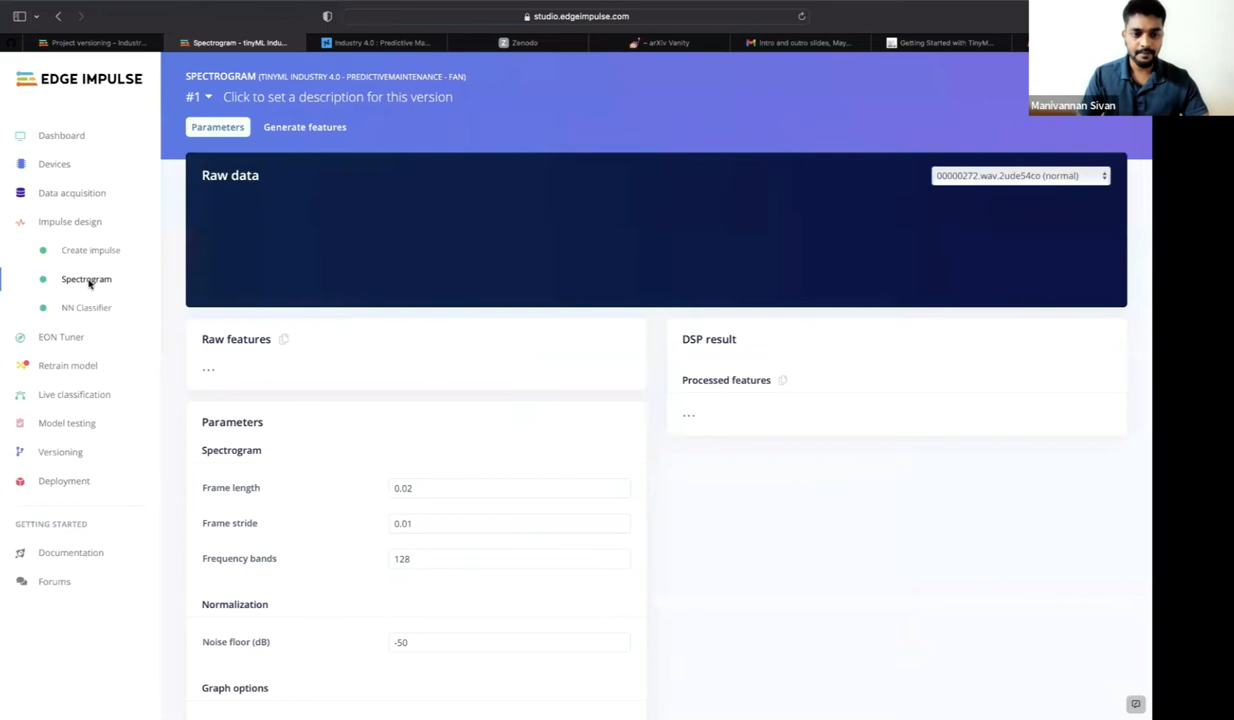 studio.edgeimpulse.com
Project versioning - Industr...
Spectrogram - tinyML Indu...
Industry 4.0 : Predictive Ma...
Zenodo
– arXiv Vanity
Intro and outro slides, May...
Getting Started with TinyM...
Manivannan Sivan
EDGE IMPULSE
Dashboard
Devices
Data acquisition
Impulse design
Create impulse
Spectrogram
NN Classifier
EON Tuner
Retrain model
Live classification
Model testing
Versioning
Deployment
GETTING STARTED
Documentation
Forums
SPECTROGRAM (TINYML INDUSTRY 4.0 - PREDICTIVEMAINTENANCE - FAN)
#1 Click to set a description for this version
Parameters Generate features
Raw data
00000272.wav.2ude54co (normal)
Raw features
...
DSP result
Processed features
...
Parameters
Spectrogram
Frame length 0.02
Frame stride 0.01
Frequency bands 128
Normalization
Noise floor (dB) -50
Graph options